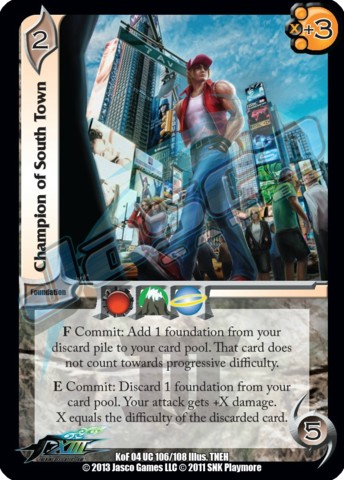 2
X +3
Champion of South Town
Foundation
F Commit: Add 1 foundation from your
discard pile to your card pool. That card does
not count towards progressive difficulty.
E Commit: Discard 1 foundation from your
card pool. Your attack gets +X damage.
X equals the difficulty of the discarded card.
5
XIII
KoF 04 UC 106/108 Illus. TNEH
© 2013 Jasco Games LLC © 2011 SNK Playmore